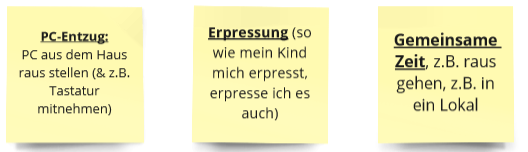 PC-Entzug:
PC aus dem Haus
raus stellen (& z.B.
Tastatur
mitnehmen)
Erpressung (so
wie mein Kind
mich erpresst,
erpresse ich es
auch)
Gemeinsame
Zeit, z.B. raus
gehen, z.B. in
ein Lokal